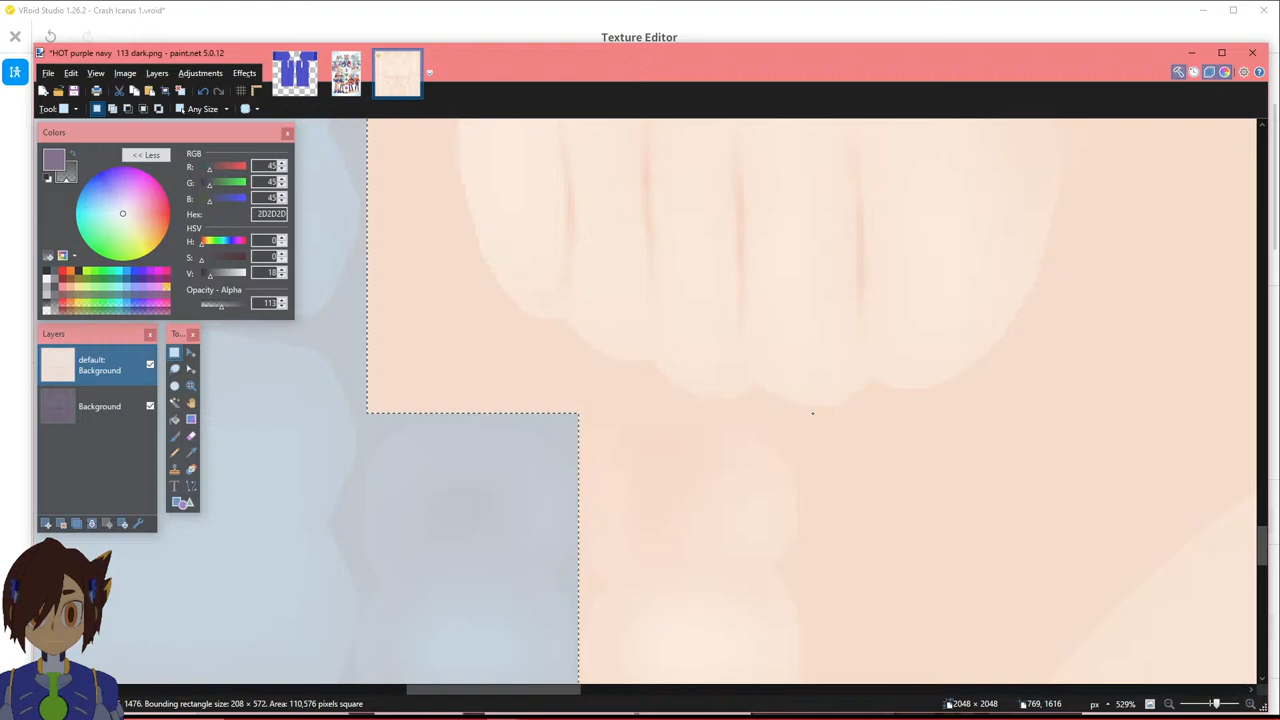 VRoid Studio 1.26.2 - Crash Icarus 1.vroid*
Texture Editor
*HOT purple navy 113 dark.png - paint.net 5.0.12
File Edit View Image Layers Adjustments Effects
Tool: Any Size
Colors
<< Less
RGB
R: 45
G: 45
B: 45
Hex: 2D2D2D
HSV
H: 0
S: 0
V: 18
Opacity - Alpha
113
Layers
To...
default:
Background
Background
1476. Bounding rectangle size: 208 × 572. Area: 110,576 pixels square
2048 × 2048
769, 1616
px
529%